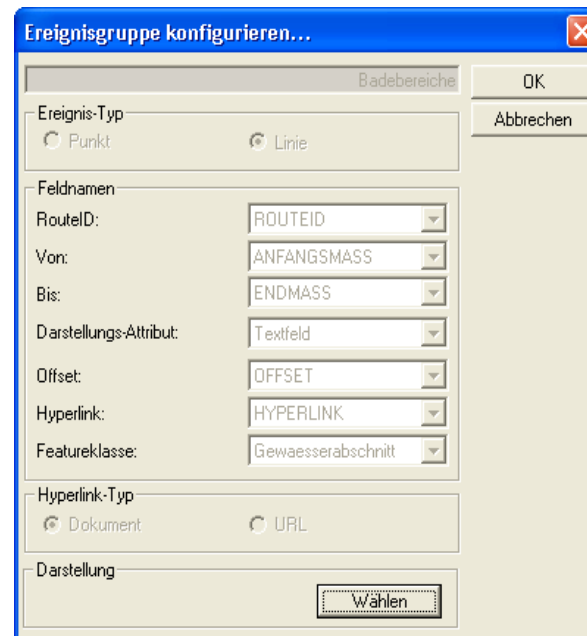 Ereignisgruppe konfigurieren...
Badebereiche
OK
Abbrechen
Ereignis-Typ
Punkt Linie
Feldnamen
RouteID: ROUTEID
Von: ANFANGSMASS
Bis: ENDMASS
Darstellungs-Attribut: Textfeld
Offset: OFFSET
Hyperlink: HYPERLINK
Featureklasse: Gewaesserabschnitt
Hyperlink-Typ
Dokument URL
Darstellung
Wählen